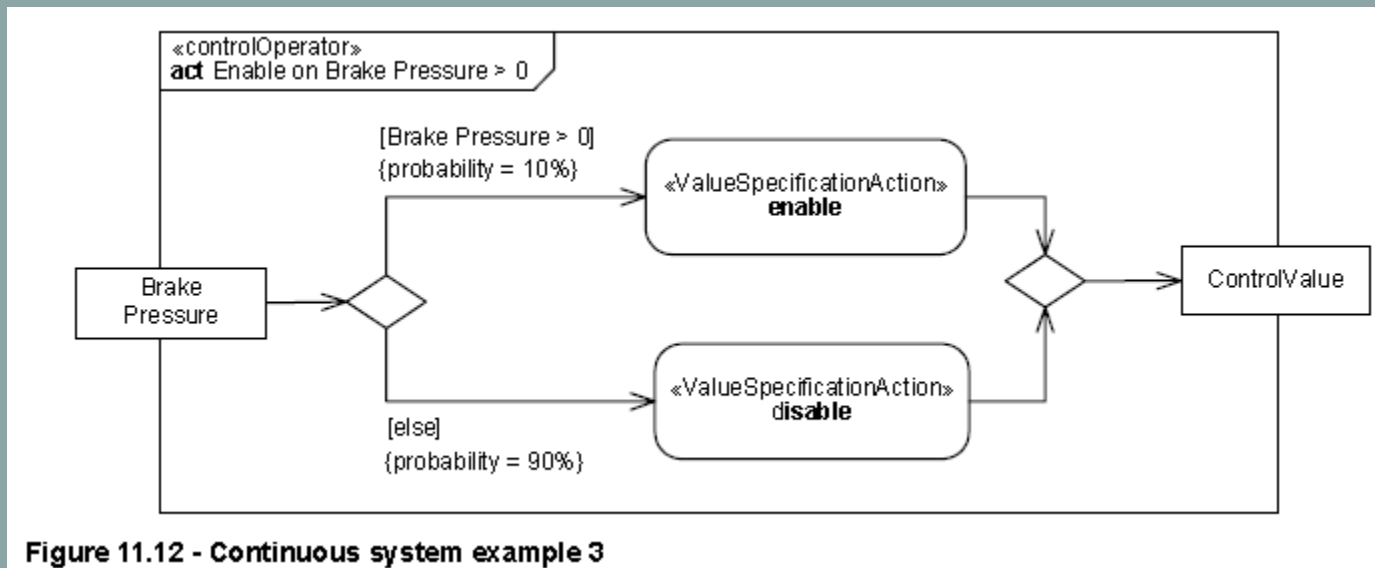 «controlOperator»
act Enable on Brake Pressure > 0
[Brake Pressure > 0]
{probability = 10%}
«ValueSpecificationAction»
enable
Brake
Pressure
ControlValue
«ValueSpecificationAction»
disable
[else]
{probability = 90%}
Figure 11.12 - Continuous system example 3